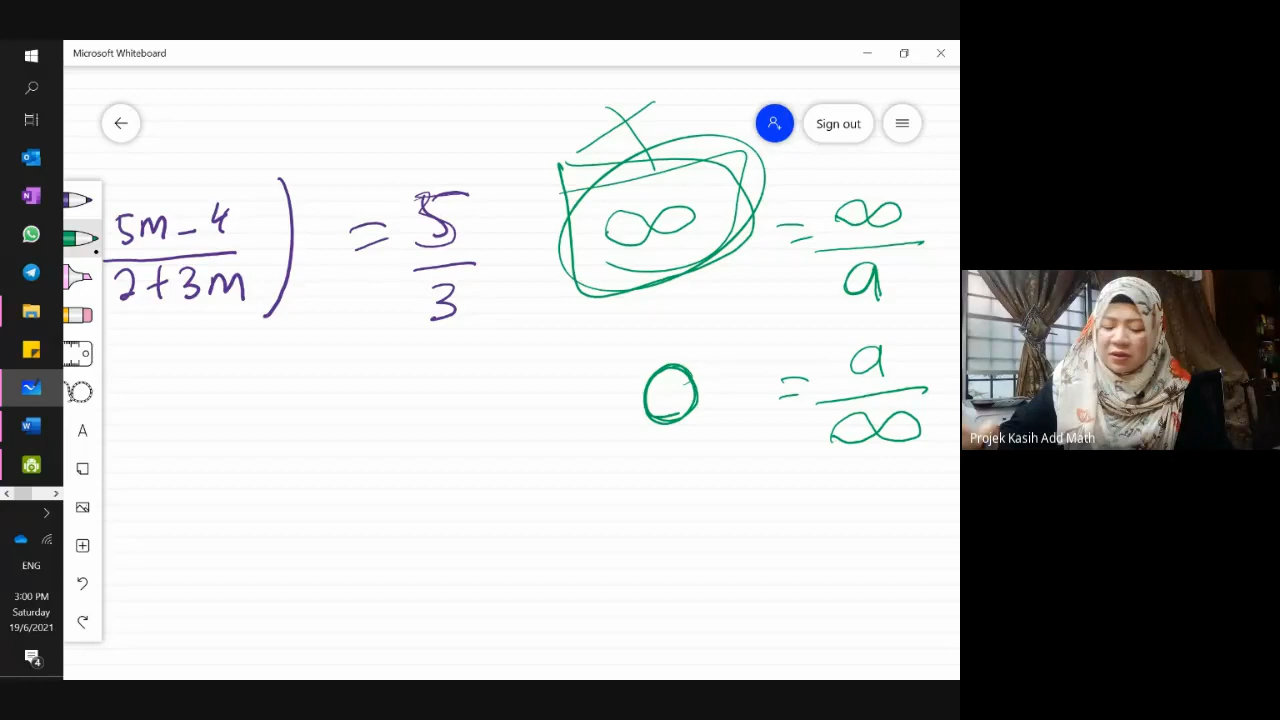 Microsoft Whiteboard
Sign out
5m - 4
2 + 3m
) = 5
3
∞ = ∞
a
0 = a
∞
A
Projek Kasih Add Math
ENG
3:00 PM
Saturday
19/6/2021
4